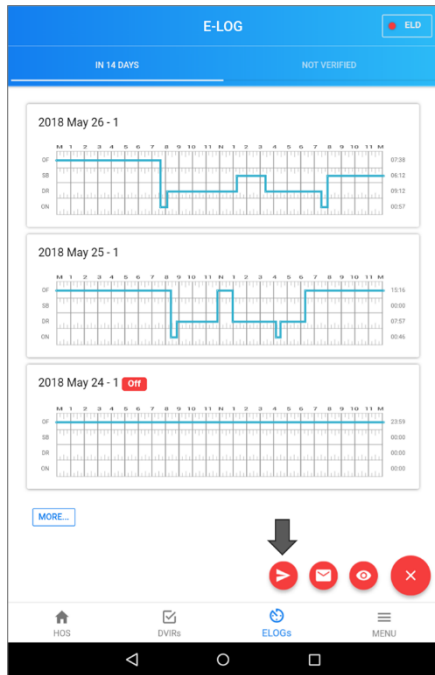 E-LOG
ELD
IN 14 DAYS NOT VERIFIED
2018 May 26 - 1
M 1 2 3 4 5 6 7 8 9 10 11 N 1 2 3 4 5 6 7 8 9 10 11 M
OF 07:38
SB 06:12
DR 09:12
ON 00:57
2018 May 25 - 1
M 1 2 3 4 5 6 7 8 9 10 11 N 1 2 3 4 5 6 7 8 9 10 11 M
OF 15:16
SB 00:00
DR 07:57
ON 00:46
2018 May 24 - 1 Off
M 1 2 3 4 5 6 7 8 9 10 11 N 1 2 3 4 5 6 7 8 9 10 11 M
OF 23:59
SB 00:00
DR 00:00
ON 00:00
MORE...
HOS DVIRs ELOGs MENU